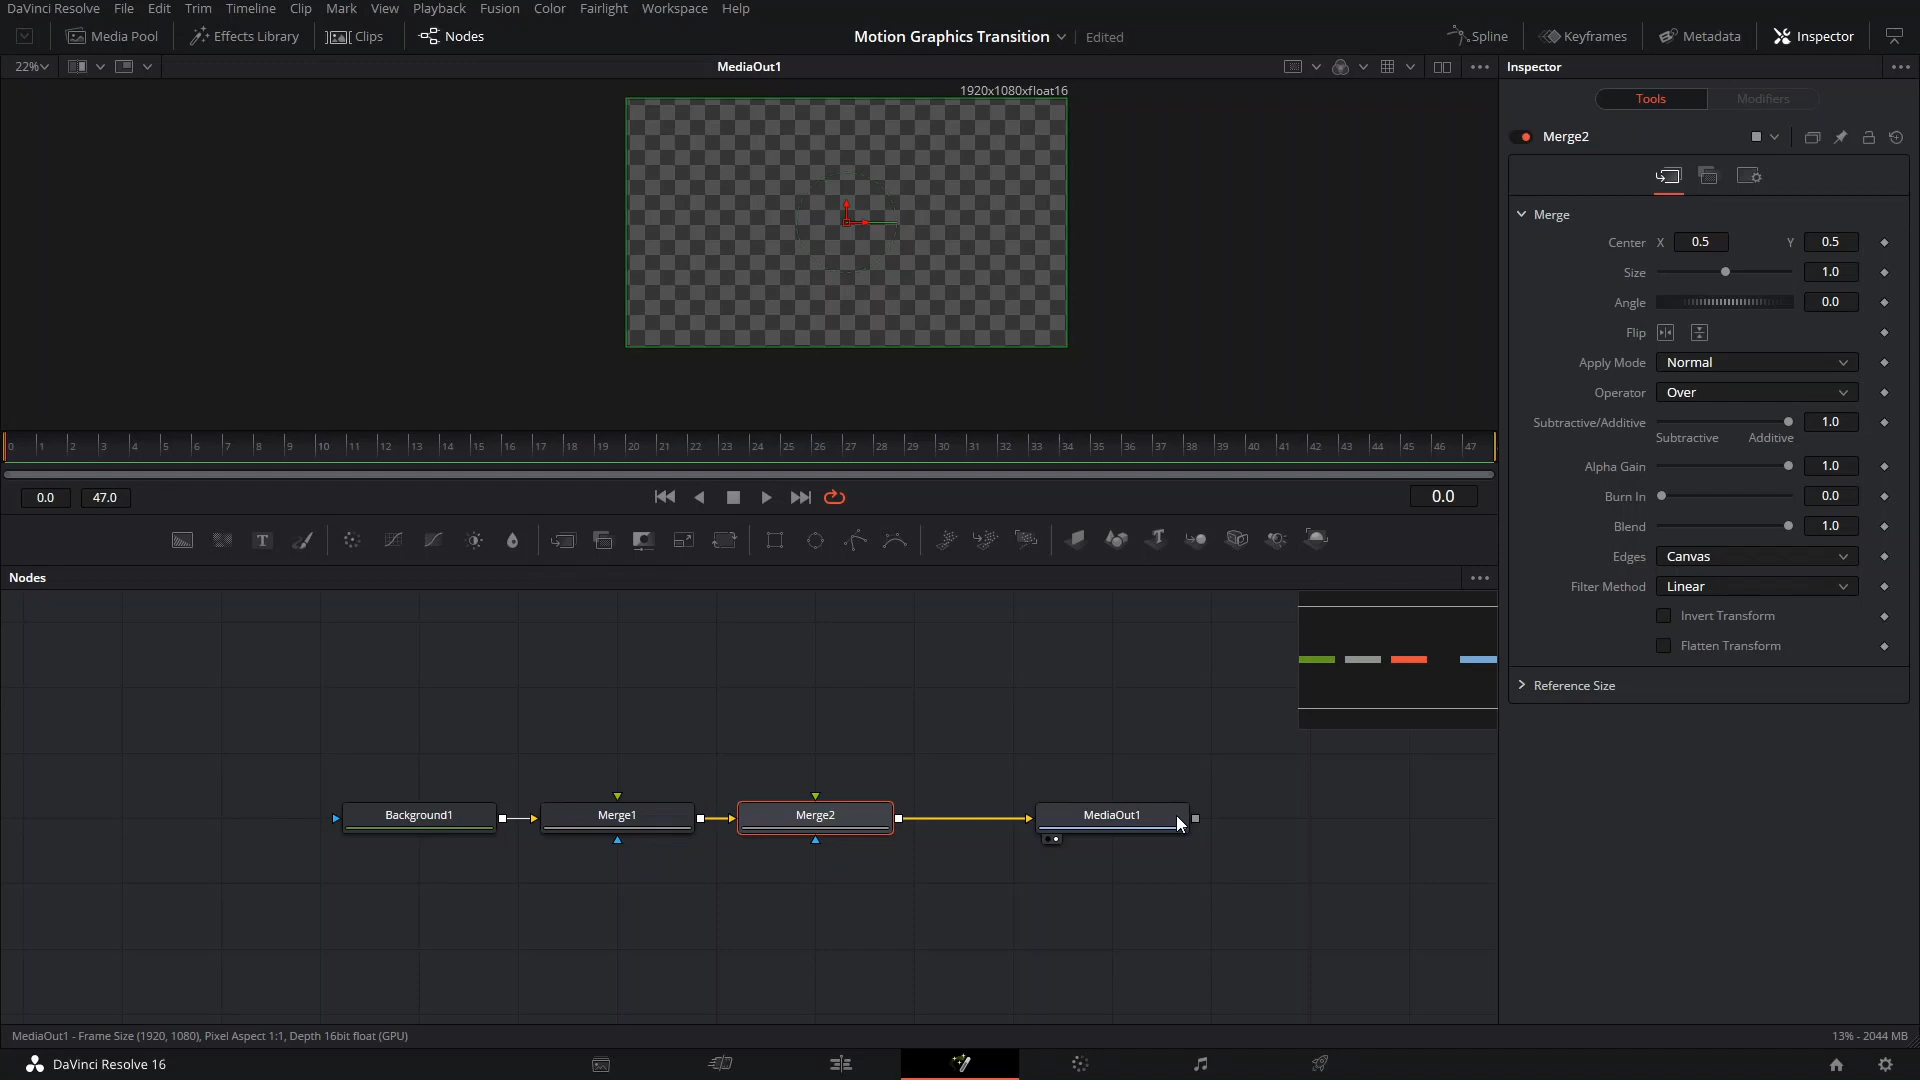 DaVinci Resolve File Edit Trim Timeline Clip Mark View Playback Fusion Color Fairlight Workspace Help
Media Pool Effects Library Clips Nodes Motion Graphics Transition Edited Spline Keyframes Metadata Inspector
22% MediaOut1 Inspector
1920x1080xfloat16
Tools Modifiers
Merge2
Merge
Center X 0.5 Y 0.5
Size 1.0
Angle 0.0
Flip
Apply Mode Normal
Operator Over
Subtractive/Additive 1.0
Subtractive Additive
0 1 2 3 4 5 6 7 8 9 10 11 12 13 14 15 16 17 18 19 20 21 22 23 24 25 26 27 28 29 30 31 32 33 34 35 36 37 38 39 40 41 42 43 44 45 46 47
Alpha Gain 1.0
0.0 47.0 0.0
Burn In 0.0
Blend 1.0
Edges Canvas
Nodes
Filter Method Linear
Invert Transform
Flatten Transform
Reference Size
Background1 Merge1 Merge2 MediaOut1
MediaOut1 - Frame Size (1920, 1080), Pixel Aspect 1:1, Depth 16bit float (GPU) 13% - 2044 MB
DaVinci Resolve 16